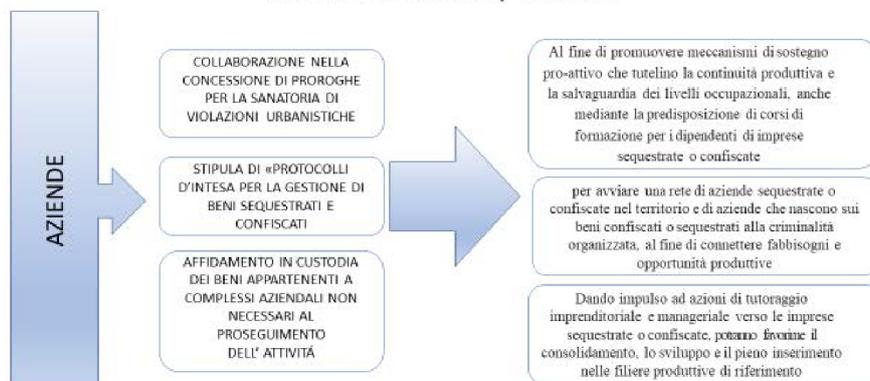 AZIENDE
COLLABORAZIONE NELLA
CONCESSIONE DI PROROGHE
PER LA SANATORIA DI
VIOLAZIONI URBANISTICHE
STIPULA DI «PROTOCOLLI
D'INTESA PER LA GESTIONE DI
BENI SEQUESTRATI E
CONFISCATI
AFFIDAMENTO IN CUSTODIA
DEI BENI APPARTENENTI A
COMPLESSI AZIENDALI NON
NECESSARI AL
PROSEGUIMENTO
DELL' ATTIVITÁ
Al fine di promuovere meccanismi di sostegno
pro-attivo che tutelino la continuità produttiva e
la salvaguardia dei livelli occupazionali, anche
mediante la predisposizione di corsi di
formazione per i dipendenti di imprese
sequestrate o confiscate
per avviare una rete di aziende sequestrate o
confiscate nel territorio e di aziende che nascono sui
beni confiscati o sequestrati alla criminalità
organizzata, al fine di connettere fabbisogni e
opportunità produttive
Dando impulso ad azioni di tutoraggio
imprenditoriale e manageriale verso le imprese
sequestrate o confiscate, potranno favorirne il
consolidamento, lo sviluppo e il pieno inserimento
nelle filiere produttive di riferimento